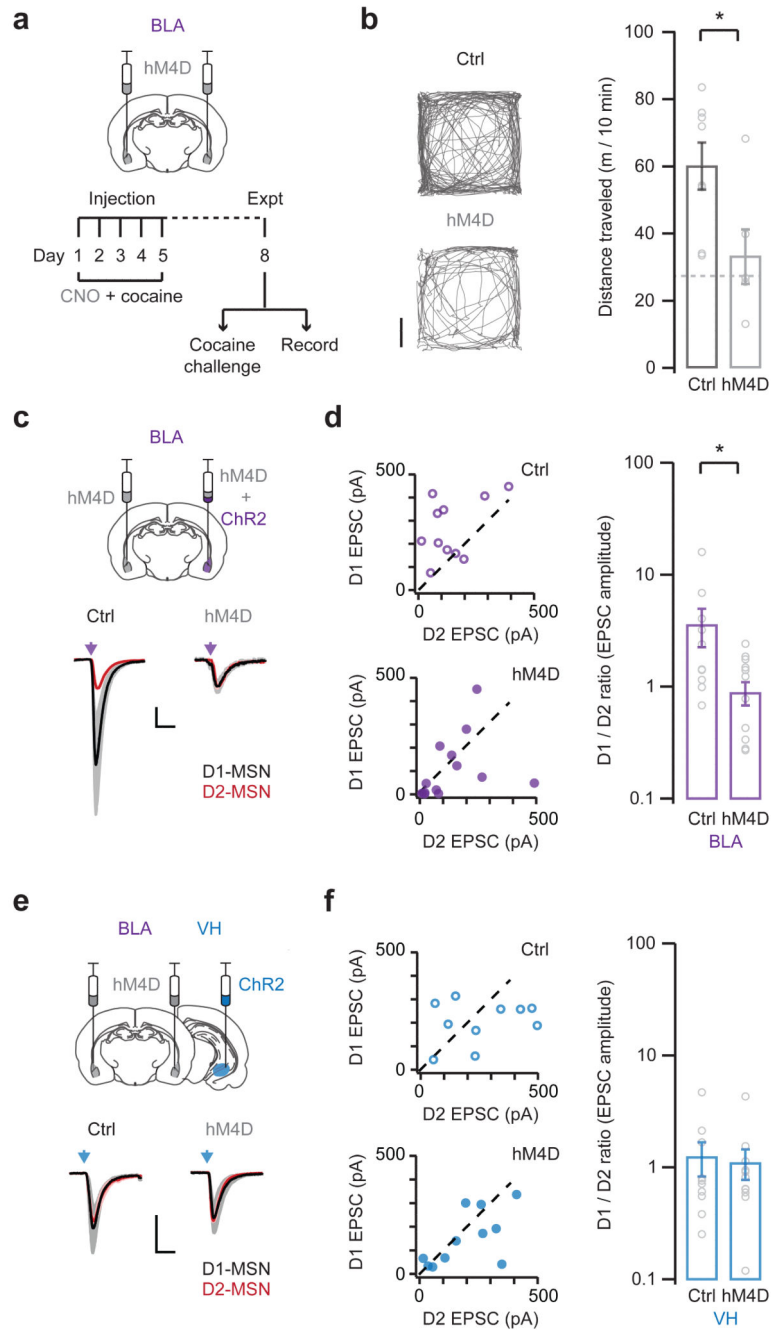 a
BLA
hM4D
Injection
Expt
Day 1 2 3 4 5 8
CNO + cocaine
Cocaine
challenge
Record
b
Ctrl
hM4D
*
100
80
60
40
20
0
Distance traveled (m / 10 min)
Ctrl hM4D
c
BLA
hM4D
hM4D
+
ChR2
Ctrl
hM4D
D1-MSN
D2-MSN
d
Ctrl
500
0
D1 EPSC (pA)
0 500
D2 EPSC (pA)
hM4D
500
0
D1 EPSC (pA)
0 500
D2 EPSC (pA)
*
100
10
1
0.1
D1 / D2 ratio (EPSC amplitude)
Ctrl hM4D
BLA
e
BLA VH
hM4D
ChR2
Ctrl
hM4D
D1-MSN
D2-MSN
f
Ctrl
500
0
D1 EPSC (pA)
0 500
D2 EPSC (pA)
hM4D
500
0
D1 EPSC (pA)
0 500
D2 EPSC (pA)
100
10
1
0.1
D1 / D2 ratio (EPSC amplitude)
Ctrl hM4D
VH